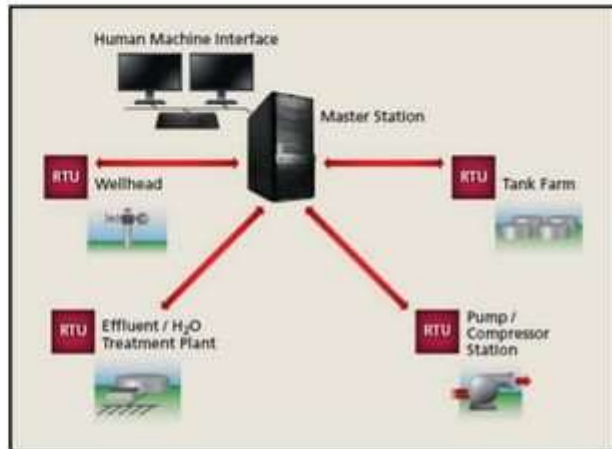 Human Machine Interface
Master Station
RTU
Wellhead
RTU
Tank Farm
RTU
Effluent / H₂O
Treatment Plant
RTU
Pump /
Compressor
Station